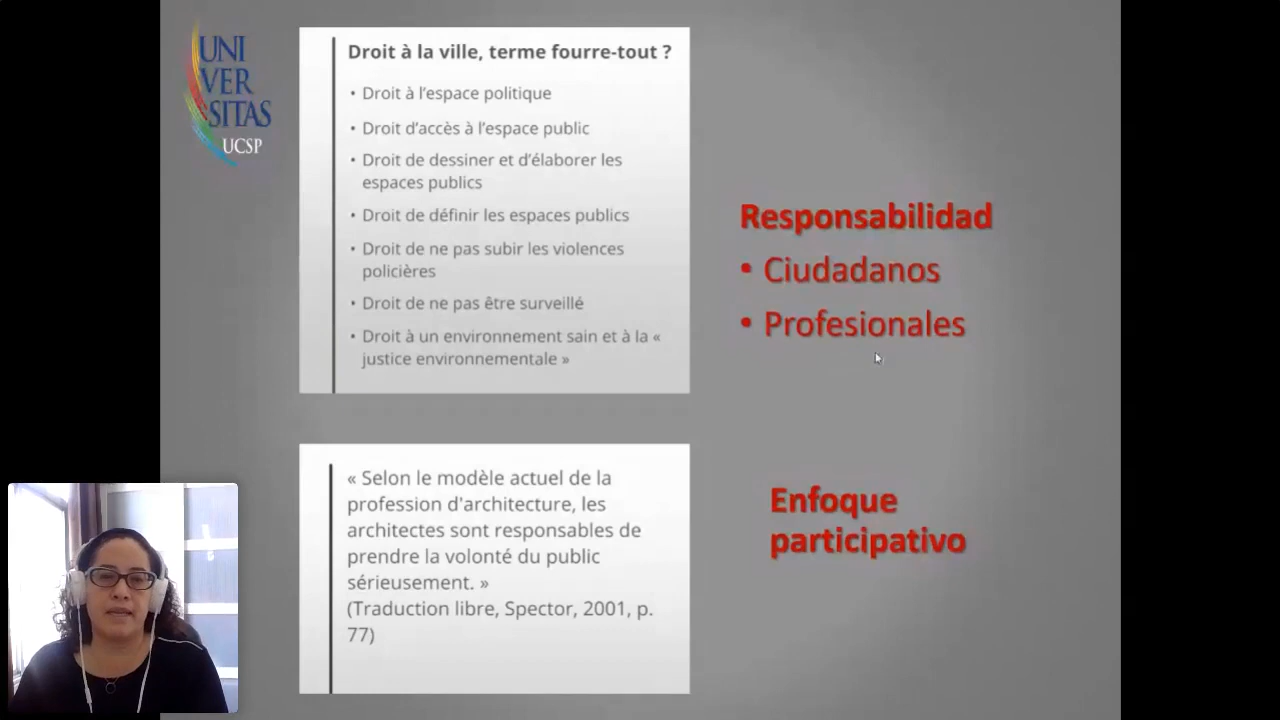 UNI
VER
SITAS
UCSP
Droit à la ville, terme fourre-tout ?
• Droit à l'espace politique
• Droit d'accès à l'espace public
• Droit de dessiner et d'élaborer les
espaces publics
• Droit de définir les espaces publics
• Droit de ne pas subir les violences
policières
• Droit de ne pas être surveillé
• Droit à un environnement sain et à la «
justice environnementale »
Responsabilidad
• Ciudadanos
• Profesionales
« Selon le modèle actuel de la
profession d'architecture, les
architectes sont responsables de
prendre la volonté du public
sérieusement. »
(Traduction libre, Spector, 2001, p.
77)
Enfoque
participativo